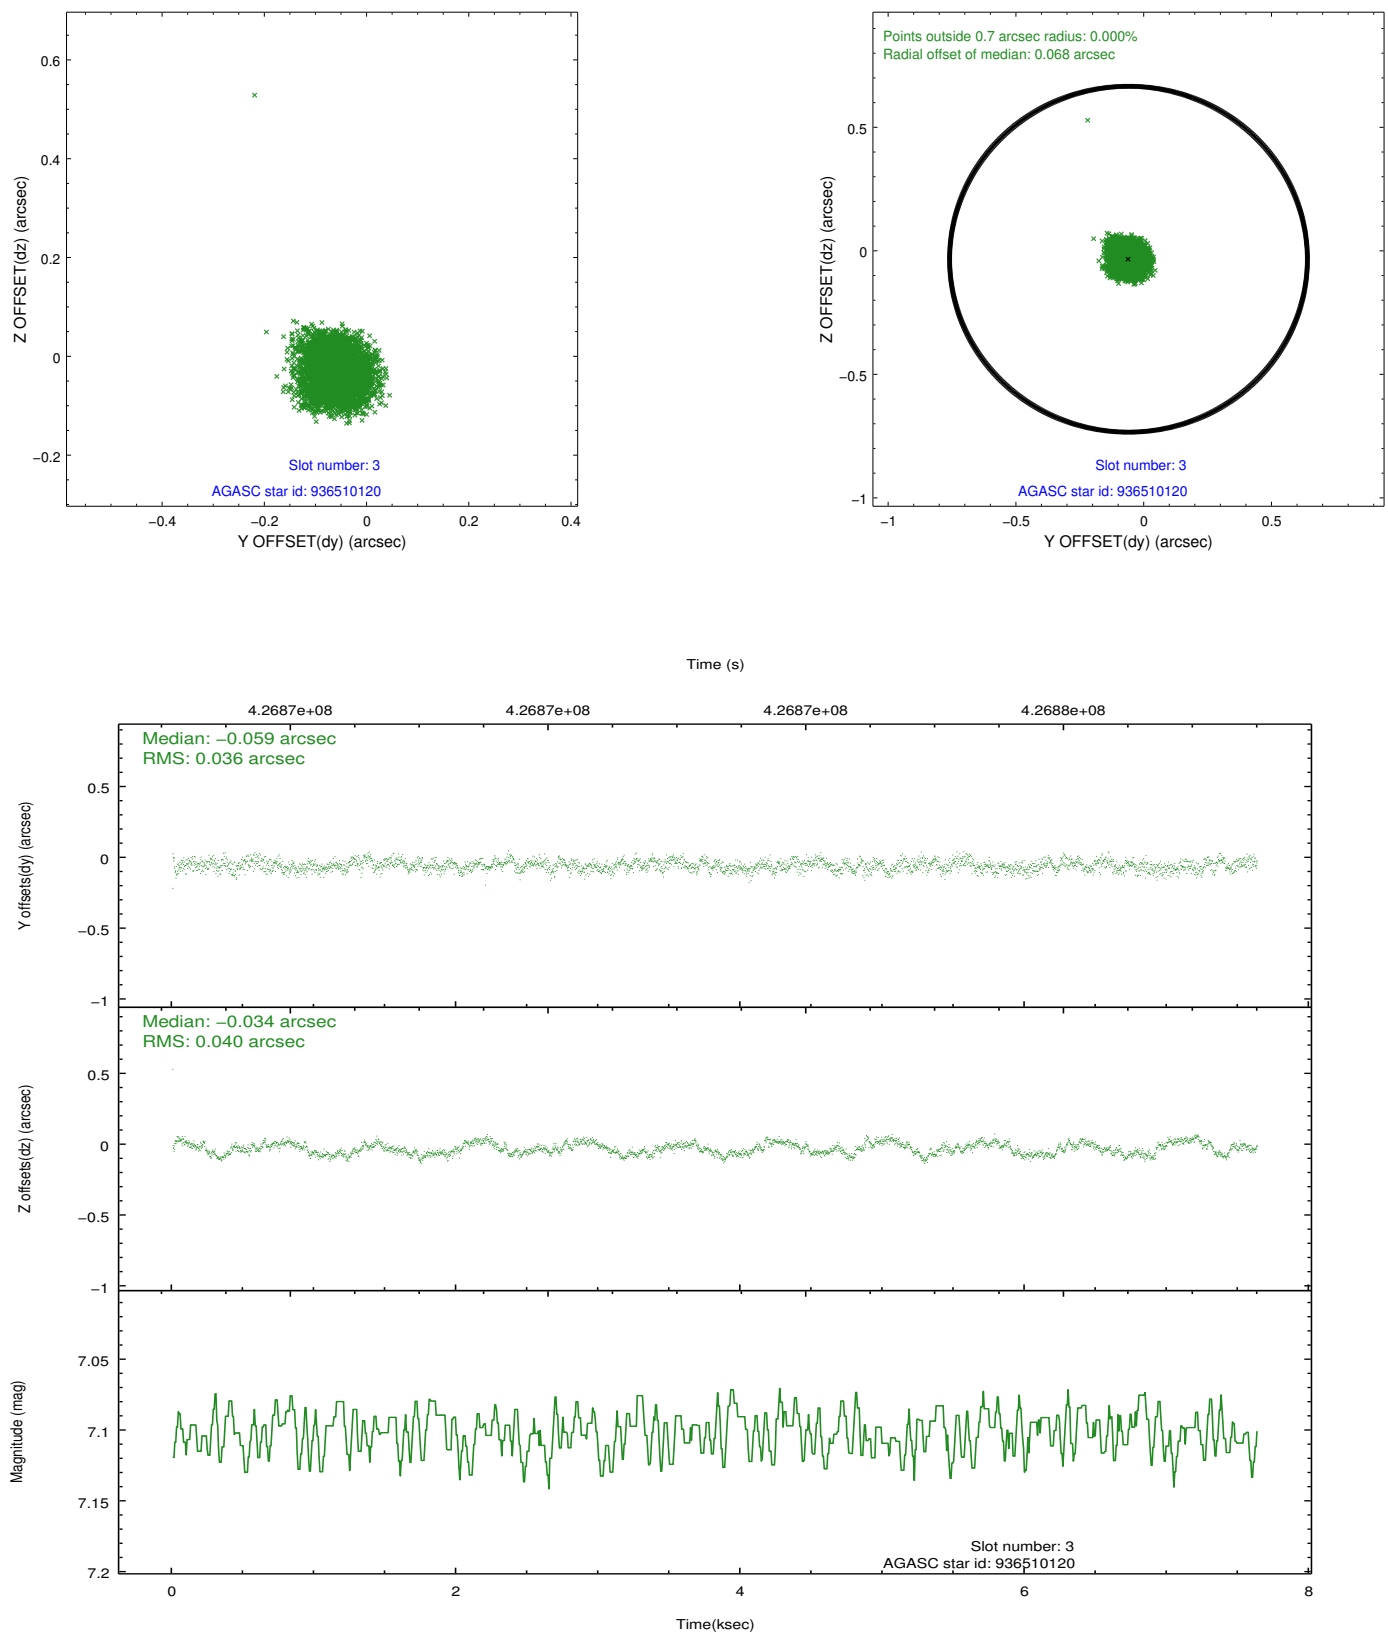 0.6
0.4
0.2
0
−0.2
Z OFFSET(dz) (arcsec)
Slot number: 3
AGASC star id: 936510120
−0.4 −0.2 0 0.2 0.4
Y OFFSET(dy) (arcsec)
Points outside 0.7 arcsec radius: 0.000%
Radial offset of median: 0.068 arcsec
0.5
0
−0.5
−1
Z OFFSET(dz) (arcsec)
Slot number: 3
AGASC star id: 936510120
−1 −0.5 0 0.5
Y OFFSET(dy) (arcsec)
Time (s)
4.2687e+08 4.2687e+08 4.2687e+08 4.2688e+08
Median: −0.059 arcsec
RMS: 0.036 arcsec
0.5
0
−0.5
−1
Y offsets(dy) (arcsec)
Median: −0.034 arcsec
RMS: 0.040 arcsec
0.5
0
−0.5
−1
Z offsets(dz) (arcsec)
7.05
7.1
7.15
7.2
Magnitude (mag)
Slot number: 3
AGASC star id: 936510120
0 2 4 6 8
Time(ksec)